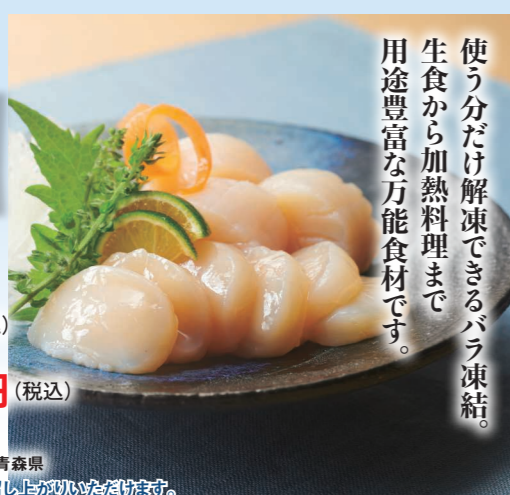 使う分だけ解凍できるバラ凍結。
生食から加熱料理まで
用途豊富な万能食材です。
(税込)
青森県
し上がりいただけます。